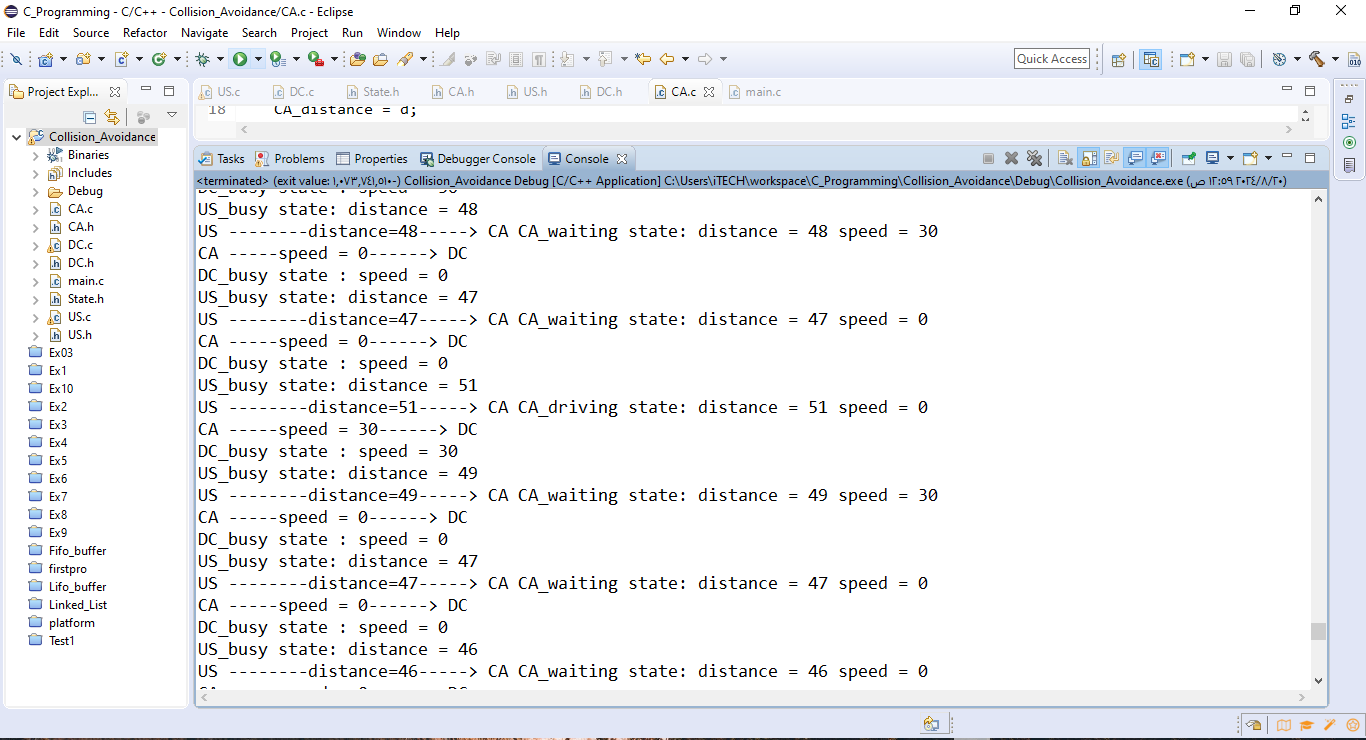 C_Programming - C/C++ - Collision_Avoidance/CA.c - Eclipse
File Edit Source Refactor Navigate Search Project Run Window Help
Quick Access
Project Expl...
Collision_Avoidance
Binaries
Includes
Debug
CA.c
CA.h
DC.c
DC.h
main.c
State.h
US.c
US.h
Ex03
Ex1
Ex10
Ex2
Ex3
Ex4
Ex5
Ex6
Ex7
Ex8
Ex9
Fifo_buffer
firstpro
Lifo_buffer
Linked_List
platform
Test1
US.c DC.c State.h CA.h US.h DC.h CA.c main.c
18 CA_distance = d;
Tasks Problems Properties Debugger Console Console
<terminated> (exit value: ١,٠٧٣,٧٤١,٥١٠-) Collision_Avoidance Debug [C/C++ Application] C:\Users\iTECH\workspace\C_Programming\Collision_Avoidance\Debug\Collision_Avoidance.exe (٢٠٢٤/٨/٢٠ ١٢:٥٩ ص)
DC_busy state : speed = 30
US_busy state: distance = 48
US --------distance=48-----> CA CA_waiting state: distance = 48 speed = 30
CA -----speed = 0------> DC
DC_busy state : speed = 0
US_busy state: distance = 47
US --------distance=47-----> CA CA_waiting state: distance = 47 speed = 0
CA -----speed = 0------> DC
DC_busy state : speed = 0
US_busy state: distance = 51
US --------distance=51-----> CA CA_driving state: distance = 51 speed = 0
CA -----speed = 30------> DC
DC_busy state : speed = 30
US_busy state: distance = 49
US --------distance=49-----> CA CA_waiting state: distance = 49 speed = 30
CA -----speed = 0------> DC
DC_busy state : speed = 0
US_busy state: distance = 47
US --------distance=47-----> CA CA_waiting state: distance = 47 speed = 0
CA -----speed = 0------> DC
DC_busy state : speed = 0
US_busy state: distance = 46
US --------distance=46-----> CA CA_waiting state: distance = 46 speed = 0